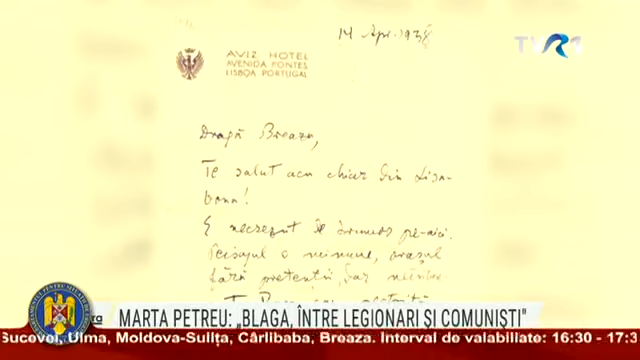 14 Apr. 1938
TVR 1
AVIZ HOTEL
AVENIDA FONTES
LISBOA PORTUGAL
Dragă Breazu,
Te salut acu chiar din Lisa-
bona!
E necrezut de frumos pe-aici.
Peisajul o minune, orașul
fără pretenții, dar
MARTA PETREU: „BLAGA, ÎNTRE LEGIONARI ȘI COMUNIȘTI"
Sucevei, Ulma, Moldova-Sulița, Cârlibaba, Breaza. Interval de valabilitate: 16:30 - 17:3